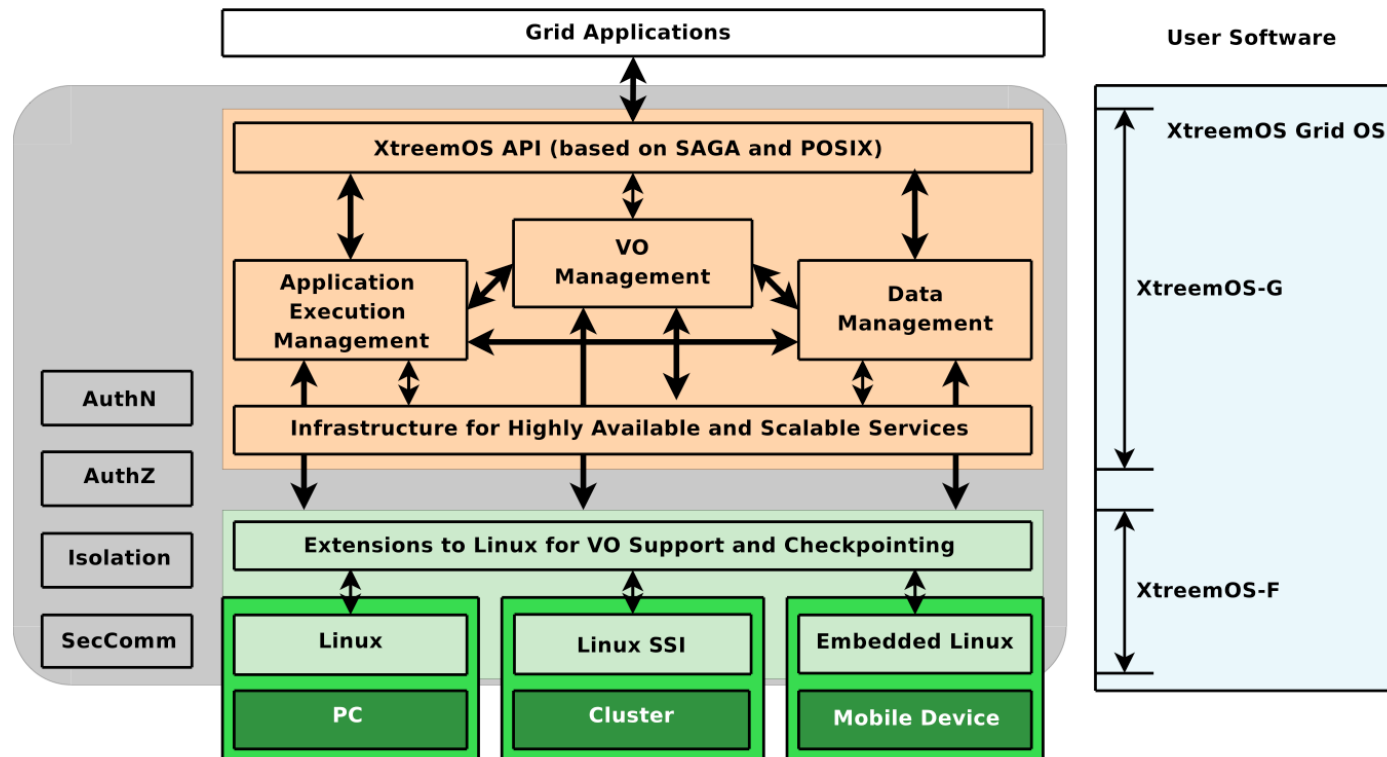 Grid Applications
User Software
XtreemOS API (based on SAGA and POSIX)
XtreemOS Grid OS
VO
Management
Application
Execution
Management
Data
Management
XtreemOS-G
Infrastructure for Highly Available and Scalable Services
AuthN
AuthZ
Isolation
SecComm
Extensions to Linux for VO Support and Checkpointing
XtreemOS-F
Linux
Linux SSI
Embedded Linux
PC
Cluster
Mobile Device